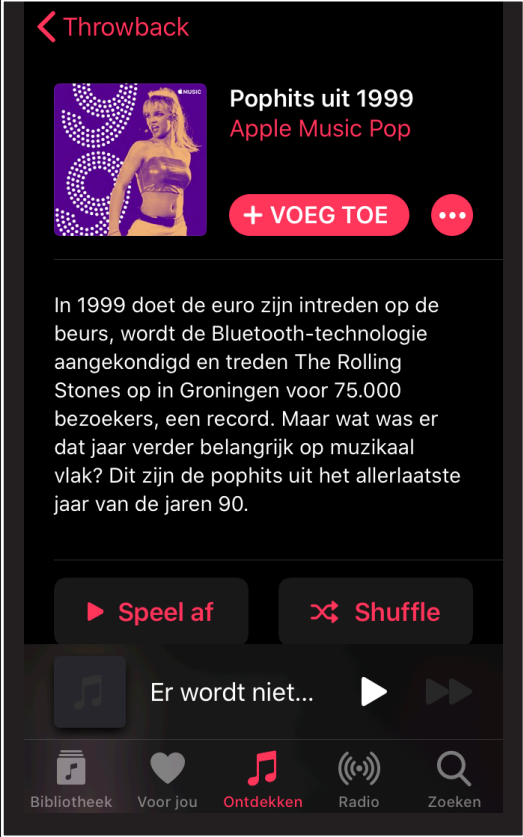 Throwback
MUSIC
99
Pophits uit 1999
Apple Music Pop
+ VOEG TOE
In 1999 doet de euro zijn intreden op de
beurs, wordt de Bluetooth-technologie
aangekondigd en treden The Rolling
Stones op in Groningen voor 75.000
bezoekers, een record. Maar wat was er
dat jaar verder belangrijk op muzikaal
vlak? Dit zijn de pophits uit het allerlaatste
jaar van de jaren 90.
Speel af
Shuffle
Er wordt niet...
Bibliotheek
Voor jou
Ontdekken
Radio
Zoeken